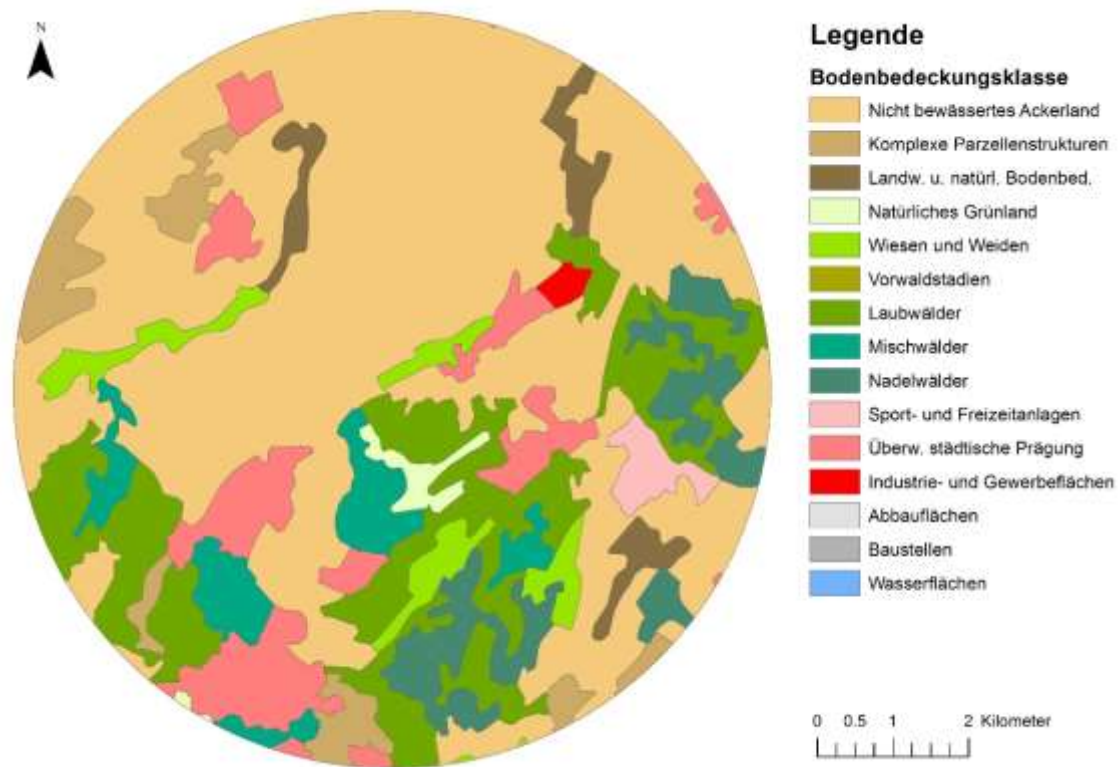 N
Legende
Bodenbedeckungsklasse
Nicht bewässertes Ackerland
Komplexe Parzellenstrukturen
Landw. u. natürl. Bodenbed.
Natürliches Grünland
Wiesen und Weiden
Vorwaldstadien
Laubwälder
Mischwälder
Nadelwälder
Sport- und Freizeitanlagen
Überw. städtische Prägung
Industrie- und Gewerbeflächen
Abbauflächen
Baustellen
Wasserflächen
0 0.5 1 2 Kilometer